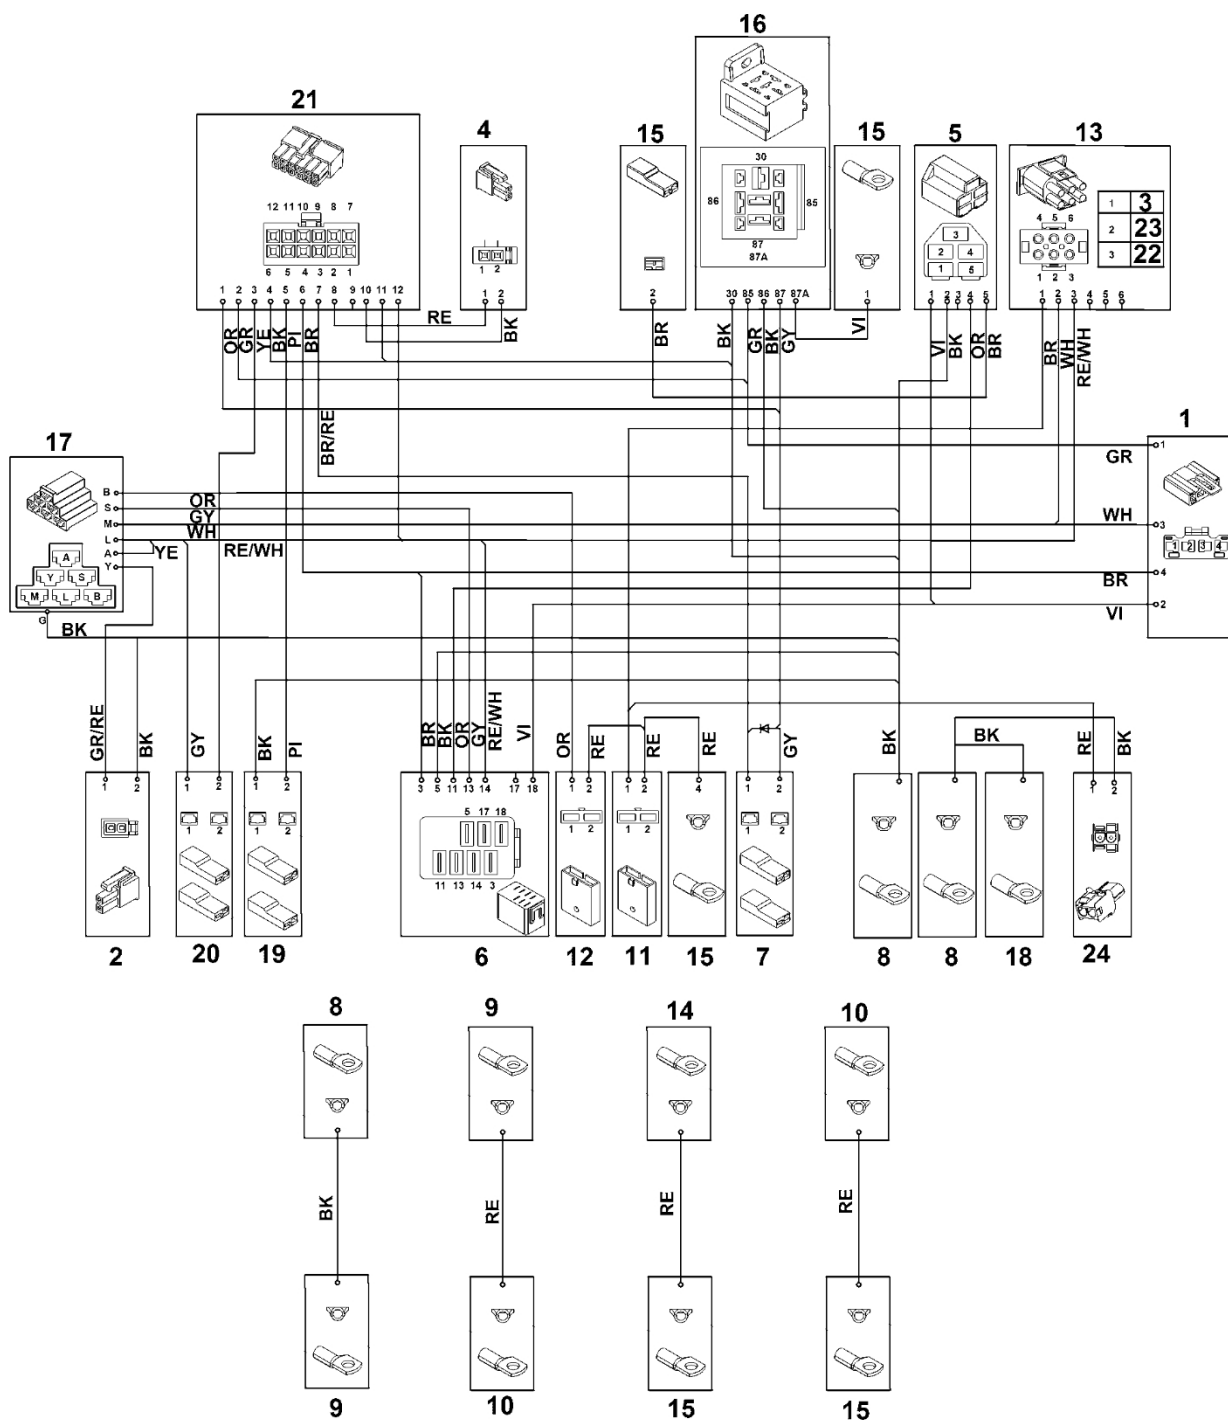 16
21
4
15
15
5
13
30
86
85
87
87A
12 11 10 9 8 7
6 5 4 3 2 1
1 2
3
2 4
1 5
4 5 6
1 2 3
1 3
2 23
3 22
1 2 3 4 5 6 7 8 9 10 11 12
1 2
2
30 85 86 87 87A
1
1 2 3 4 5
1 2 3 4 5 6
OR GR YE BK PI BR
RE
BK
BR
BK GR BK GY
VI
VI BK OR BR
BR WH RE/WH
BR/RE
17
1
B
S
M
L
A
Y
G
A
Y S
M L B
OR
GY
WH
YE
RE/WH
BK
1
3
4
2
GR
WH
BR
VI
1 2 3 4
GR/RE BK
GY
BK PI
BR BK OR GY RE/WH VI
OR RE
RE
RE
GY
BK
BK
RE BK
1 2
1 2
1 2
3 5 11 13 14 17 18
1 2
1 2
4
1 2
1 2
1 2
1 2
5 17 18
11 13 14 3
1 2
1 2
1 2
2
20
19
6
12
11
15
7
8
8
18
24
8
9
14
10
BK
RE
RE
RE
9
10
15
15